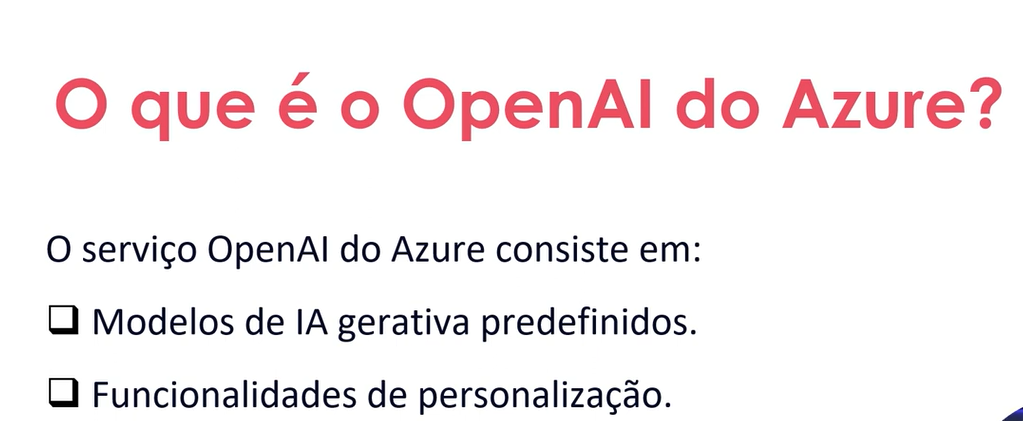 O que é o OpenAI do Azure?
O serviço OpenAI do Azure consiste em:
Modelos de IA gerativa predefinidos.
Funcionalidades de personalização.